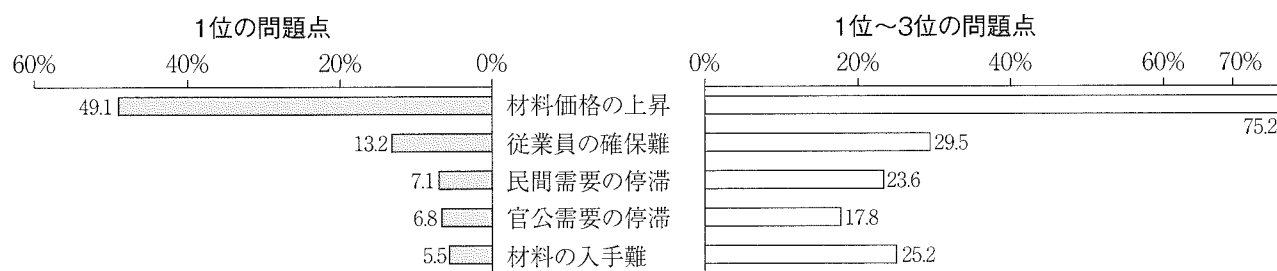 1位の問題点 1位～3位の問題点
60% 40% 20% 0% 0% 20% 40% 60% 70%
49.1 材料価格の上昇 75.2
13.2 従業員の確保難 29.5
7.1 民間需要の停滞 23.6
6.8 官公需要の停滞 17.8
5.5 材料の入手難 25.2